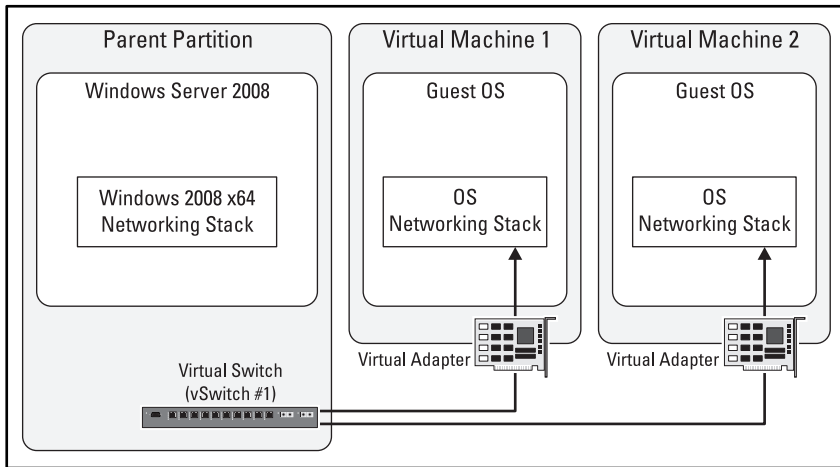 Parent Partition
Windows Server 2008
Windows 2008 x64
Networking Stack
Virtual Switch
(vSwitch #1)
Virtual Machine 1
Guest OS
OS
Networking Stack
Virtual Adapter
Virtual Machine 2
Guest OS
OS
Networking Stack
Virtual Adapter